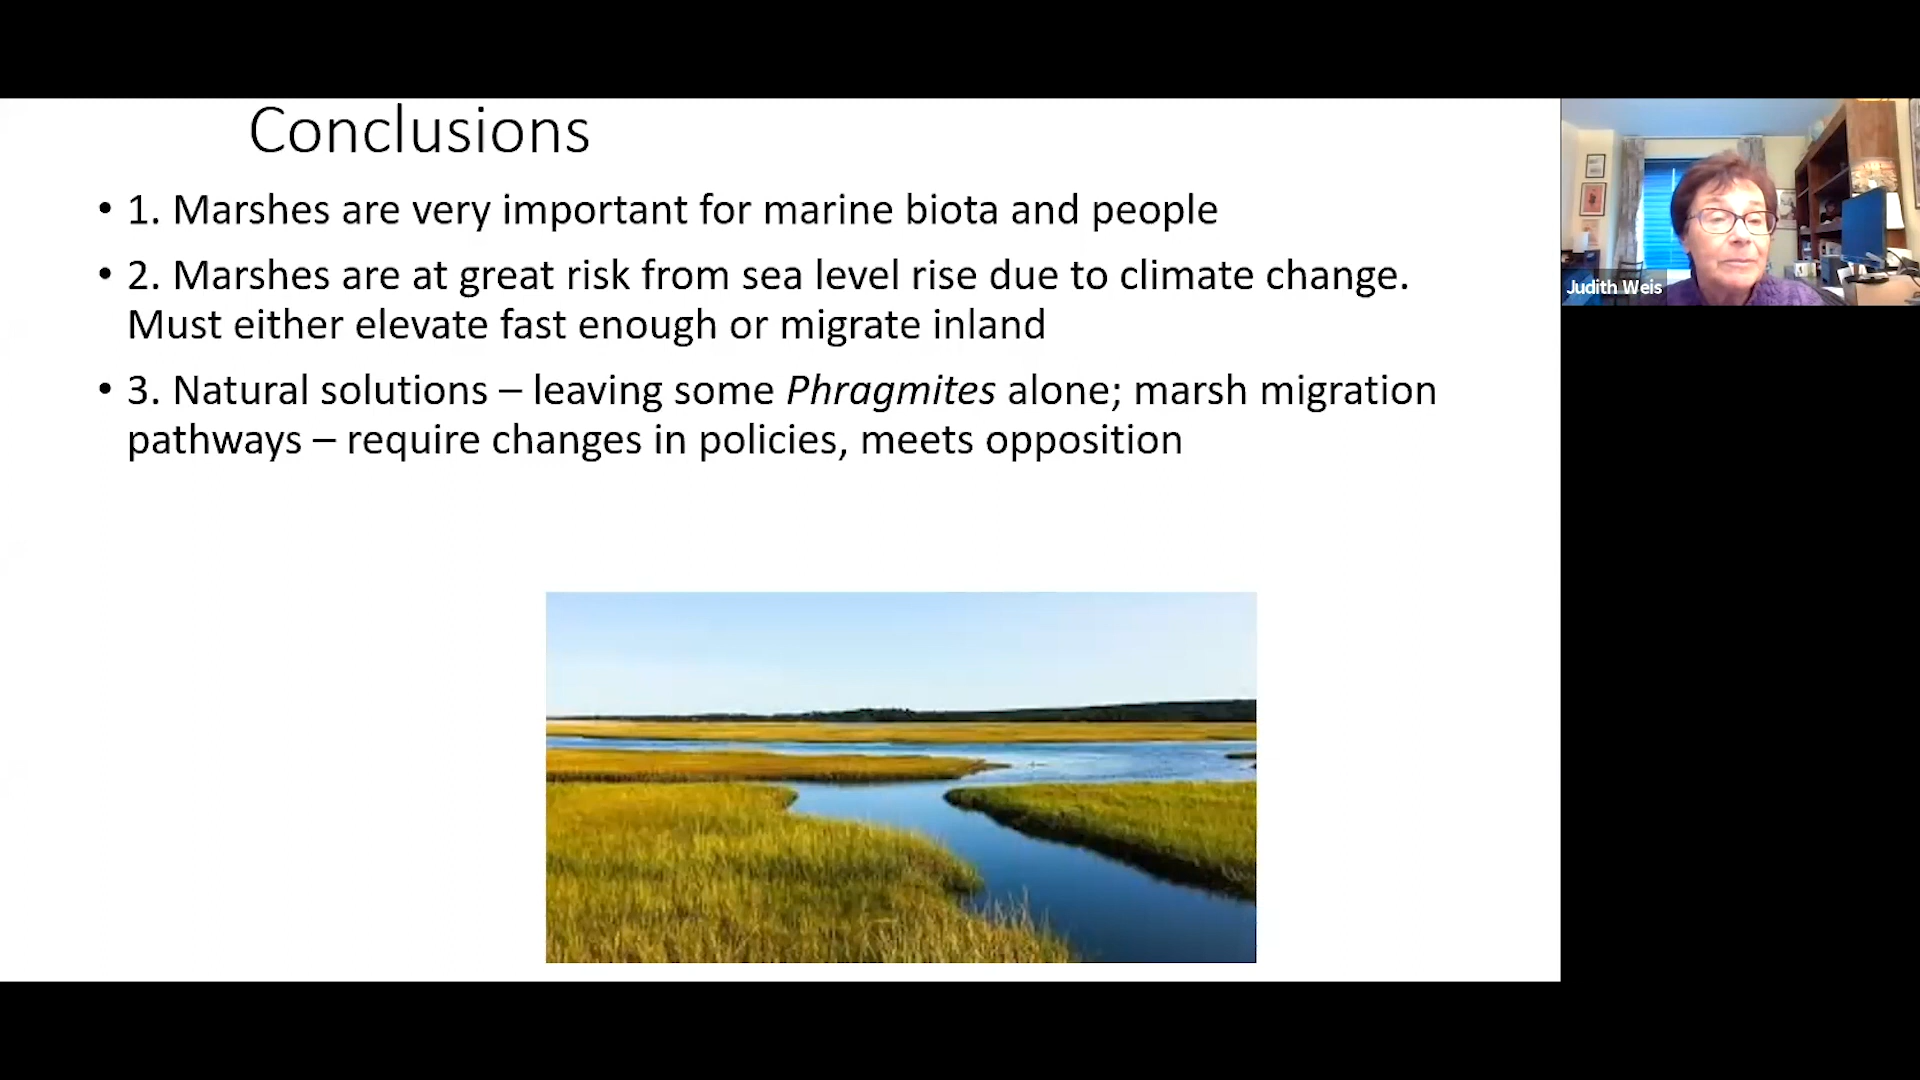 Conclusions
• 1. Marshes are very important for marine biota and people
• 2. Marshes are at great risk from sea level rise due to climate change.
Must either elevate fast enough or migrate inland
• 3. Natural solutions – leaving some Phragmites alone; marsh migration
pathways – require changes in policies, meets opposition
Judith Weis